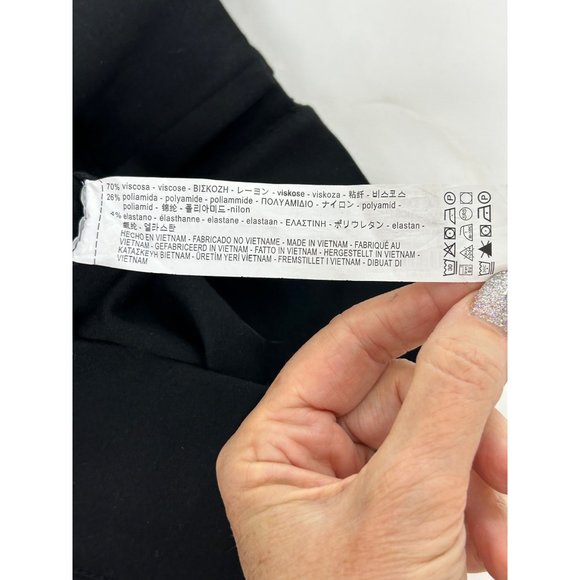 70% viscosa - viscose - ΒΙΣΚΟΖΗ - レーヨン - viskose - viskoza - 粘纤 - 비스코스
26% poliamida - polyamide - poliammide - ΠΟΛΥΑΜΙΔΙΟ - ナイロン - polyamid -
poliamid - 锦纶 - 폴리아미드-nilon
4% elastano - élasthanne - elastane - elastaan - ΕΛΑΣΤΙΝΗ - ポリウレタン - elastan -
氨纶 - 엘라스탄
HECHO EN VIETNAM - FABRICADO NO VIETNAME - MADE IN VIETNAM - FABRIQUÉ AU
VIETNAM - GEFABRICEERD IN VIETNAM - FATTO IN VIETNAM - HERGESTELLT IN VIETNAM -
ΚΑΤΑΣΚΕΥΗ ΒΙΕΤΝΑΜ - ÜRETİM YERİ VİETNAM - FREMSTILLET I VIETNAM - DIBUAT DI
VIETNAM